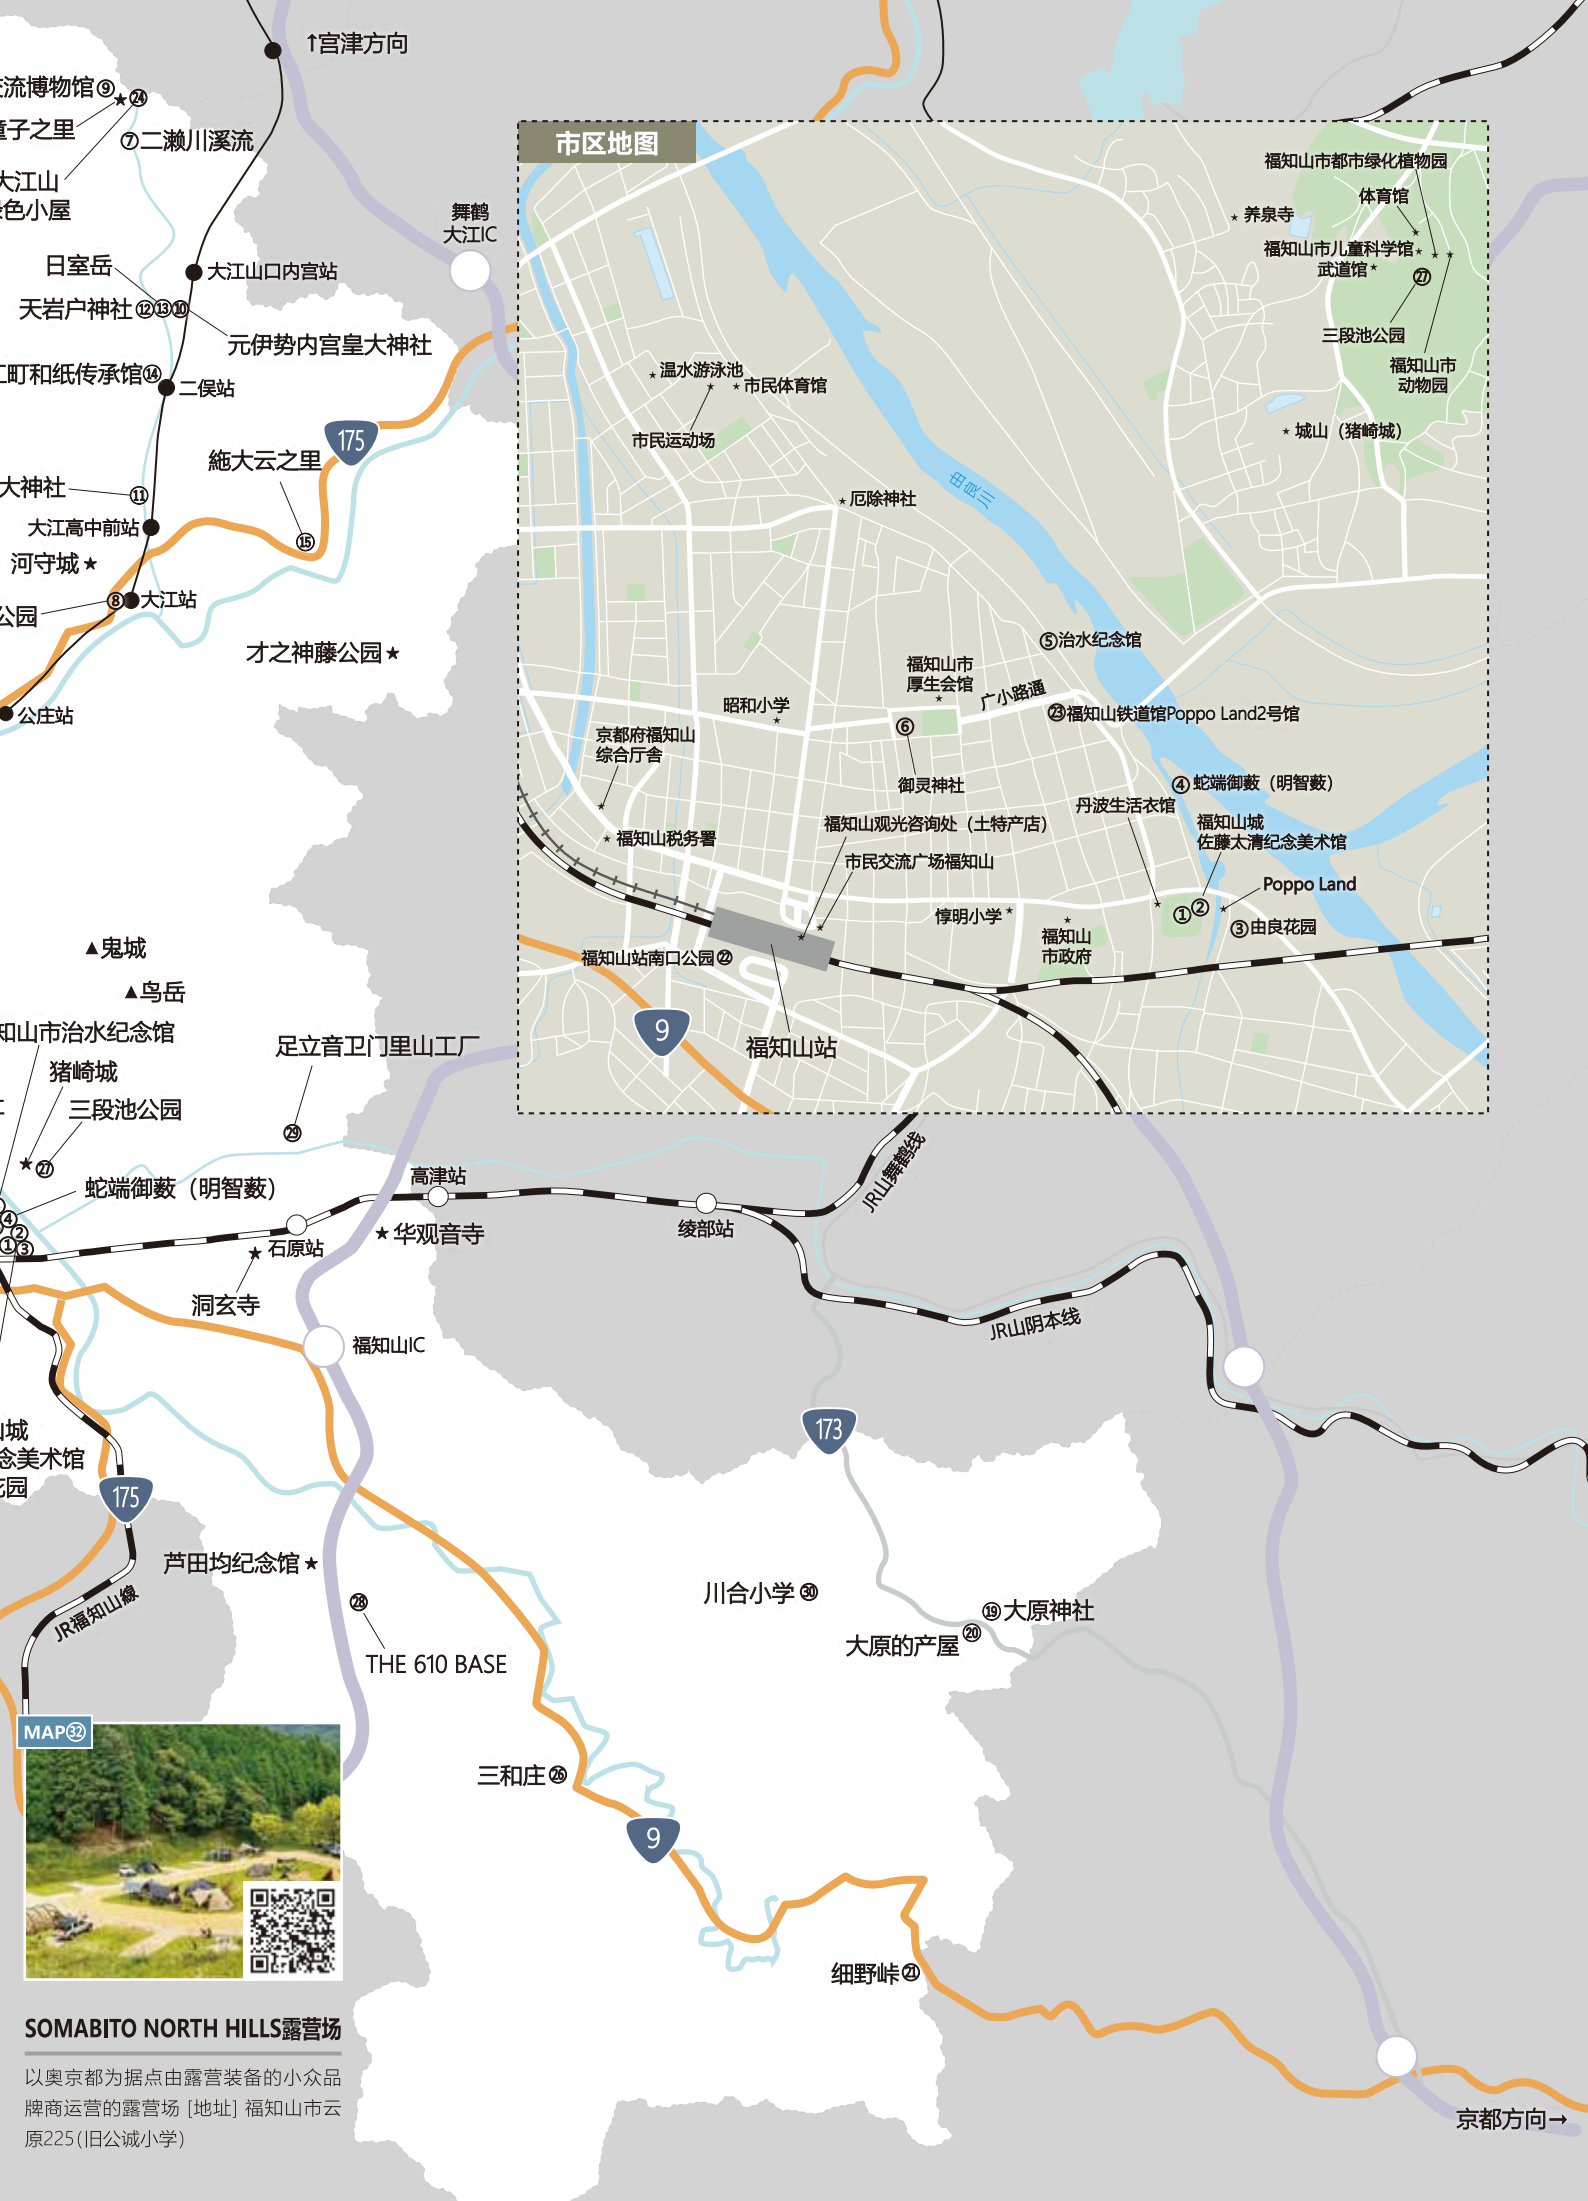 ↑宫津方向
流博物馆⑨
㉔
童子之里
⑦二濑川溪流
大江山
绿色小屋
日室岳
大江山口内宫站
天岩户神社⑫⑬⑩
元伊势内宫皇大神社
江町和纸传承馆⑭
二俣站
舞鹤
大江IC
175
絁大云之里
⑮
大神社
⑪
大江高中前站
河守城
公园
⑧
大江站
才之神藤公园
公庄站
市区地图
福知山市都市绿化植物园
体育馆
养泉寺
福知山市儿童科学馆
武道馆
㉗
三段池公园
福知山市
动物园
温水游泳池
市民体育馆
市民运动场
城山（猪崎城）
由良川
厄除神社
⑤治水纪念馆
福知山市
厚生会馆
广小路通
昭和小学
㉓福知山铁道馆Poppo Land2号馆
⑥
京都府福知山
综合厅舍
御灵神社
④蛇端御薮（明智薮）
丹波生活衣馆
福知山观光咨询处（土特产店）
福知山城
佐藤太清纪念美术馆
福知山税务署
市民交流广场福知山
Poppo Land
惇明小学
①②
③由良花园
福知山
市政府
福知山站南口公园㉒
9
福知山站
▲鬼城
▲鸟岳
知山市治水纪念馆
足立音卫门里山工厂
猪崎城
三段池公园
㉙
㉗
蛇端御薮（明智薮）
④
②
①③
高津站
JR山舞鹤线
华观音寺
石原站
绫部站
洞玄寺
JR山阴本线
福知山IC
173
山城
念美术馆
花园
175
芦田均纪念馆
㉘
川合小学㉚
⑲大原神社
大原的产屋⑳
JR福知山線
THE 610 BASE
MAP㉜
三和庄㉖
9
细野峠㉑
SOMABITO NORTH HILLS露营场
以奥京都为据点由露营装备的小众品
牌商运营的露营场 [地址] 福知山市云
原225(旧公诚小学)
京都方向→